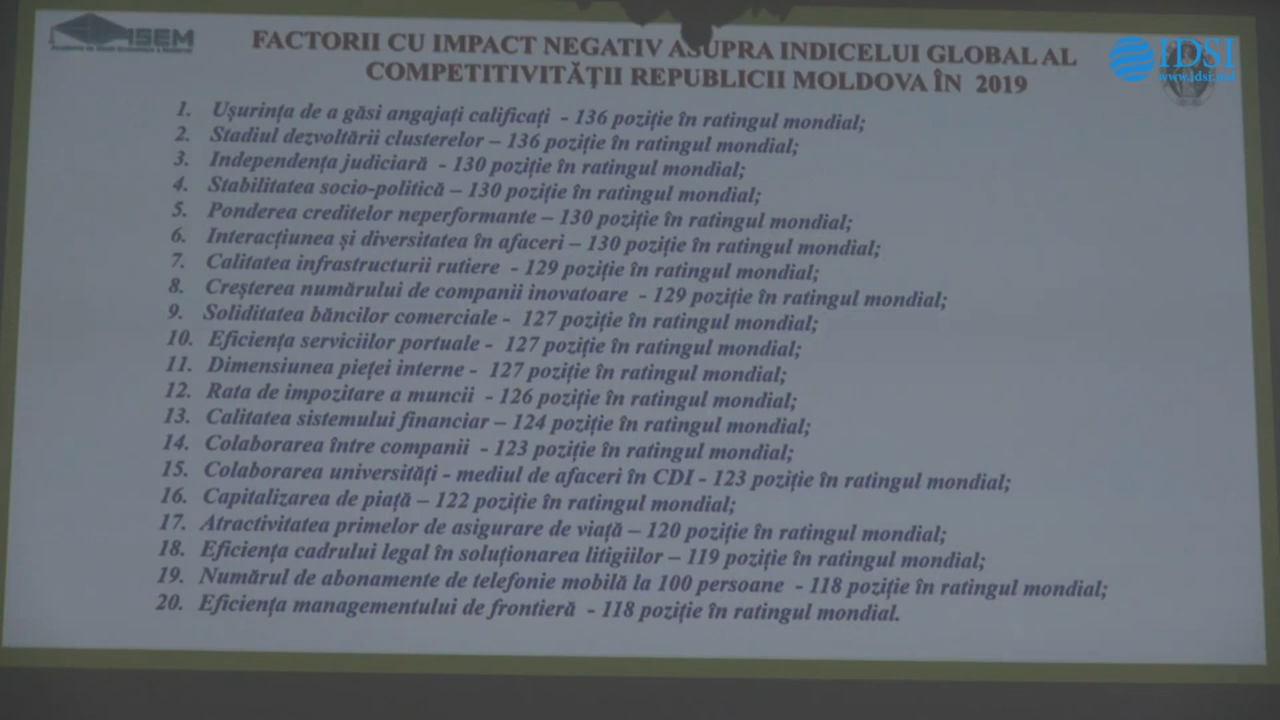 ASEM
FACTORII CU IMPACT NEGATIV ASUPRA INDICELUI GLOBAL AL
COMPETITIVITĂȚII REPUBLICII MOLDOVA ÎN 2019
IDSI
www.idsi.md
1. Ușurința de a găsi angajați calificați - 136 poziție în ratingul mondial;
2. Stadiul dezvoltării clusterelor – 136 poziție în ratingul mondial;
3. Independența judiciară - 130 poziție în ratingul mondial;
4. Stabilitatea socio-politică – 130 poziție în ratingul mondial;
5. Ponderea creditelor neperformante – 130 poziție în ratingul mondial;
6. Interacțiunea și diversitatea în afaceri – 130 poziție în ratingul mondial;
7. Calitatea infrastructurii rutiere - 129 poziție în ratingul mondial;
8. Creșterea numărului de companii inovatoare - 129 poziție în ratingul mondial;
9. Soliditatea băncilor comerciale - 127 poziție în ratingul mondial;
10. Eficiența serviciilor portuale - 127 poziție în ratingul mondial;
11. Dimensiunea pieței interne - 127 poziție în ratingul mondial;
12. Rata de impozitare a muncii - 126 poziție în ratingul mondial;
13. Calitatea sistemului financiar – 124 poziție în ratingul mondial;
14. Colaborarea între companii - 123 poziție în ratingul mondial;
15. Colaborarea universități - mediul de afaceri în CDI - 123 poziție în ratingul mondial;
16. Capitalizarea de piață – 122 poziție în ratingul mondial;
17. Atractivitatea primelor de asigurare de viață – 120 poziție în ratingul mondial;
18. Eficiența cadrului legal în soluționarea litigiilor – 119 poziție în ratingul mondial;
19. Numărul de abonamente de telefonie mobilă la 100 persoane - 118 poziție în ratingul mondial;
20. Eficiența managementului de frontieră - 118 poziție în ratingul mondial.